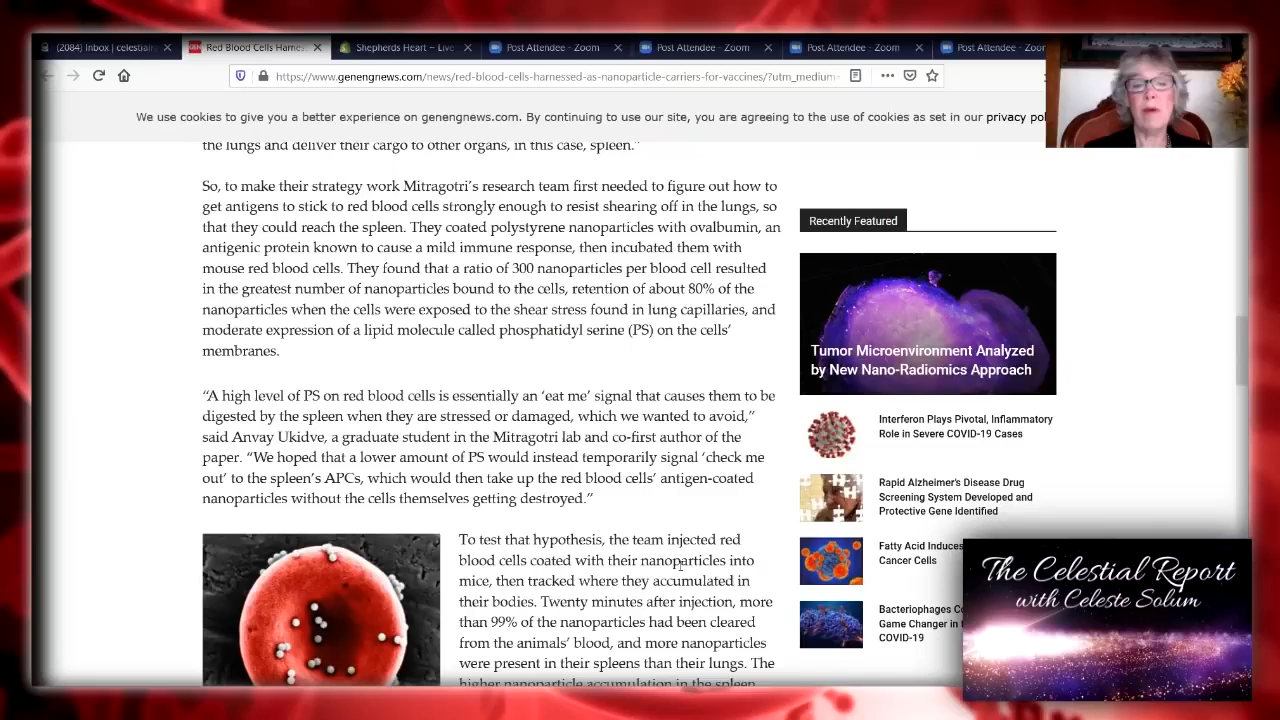 (2084) Inbox | celestialre
Red Blood Cells Harnes
Shepherds Heart – Live
Post Attendee - Zoom
Post Attendee - Zoom
Post Attendee - Zoom
Post Attendee - Zoom
https://www.genengnews.com/news/red-blood-cells-harnessed-as-nanoparticle-carriers-for-vaccines/?utm_medium=
We use cookies to give you a better experience on genengnews.com. By continuing to use our site, you are agreeing to the use of cookies as set in our privacy pol
the lungs and deliver their cargo to other organs, in this case, spleen."
So, to make their strategy work Mitragotri’s research team first needed to figure out how to
get antigens to stick to red blood cells strongly enough to resist shearing off in the lungs, so
that they could reach the spleen. They coated polystyrene nanoparticles with ovalbumin, an
antigenic protein known to cause a mild immune response, then incubated them with
mouse red blood cells. They found that a ratio of 300 nanoparticles per blood cell resulted
in the greatest number of nanoparticles bound to the cells, retention of about 80% of the
nanoparticles when the cells were exposed to the shear stress found in lung capillaries, and
moderate expression of a lipid molecule called phosphatidyl serine (PS) on the cells’
membranes.
“A high level of PS on red blood cells is essentially an ‘eat me’ signal that causes them to be
digested by the spleen when they are stressed or damaged, which we wanted to avoid,”
said Anvay Ukidve, a graduate student in the Mitragotri lab and co-first author of the
paper. “We hoped that a lower amount of PS would instead temporarily signal ‘check me
out’ to the spleen’s APCs, which would then take up the red blood cells’ antigen-coated
nanoparticles without the cells themselves getting destroyed.”
To test that hypothesis, the team injected red
blood cells coated with their nanoparticles into
mice, then tracked where they accumulated in
their bodies. Twenty minutes after injection, more
than 99% of the nanoparticles had been cleared
from the animals’ blood, and more nanoparticles
were present in their spleens than their lungs. The
higher nanoparticle accumulation in the spleen
Recently Featured
Tumor Microenvironment Analyzed
by New Nano-Radiomics Approach
Interferon Plays Pivotal, Inflammatory
Role in Severe COVID-19 Cases
Rapid Alzheimer’s Disease Drug
Screening System Developed and
Protective Gene Identified
Fatty Acid Induces
Cancer Cells
Bacteriophages Co
Game Changer in
COVID-19
The Celestial Report
with Celeste Solum